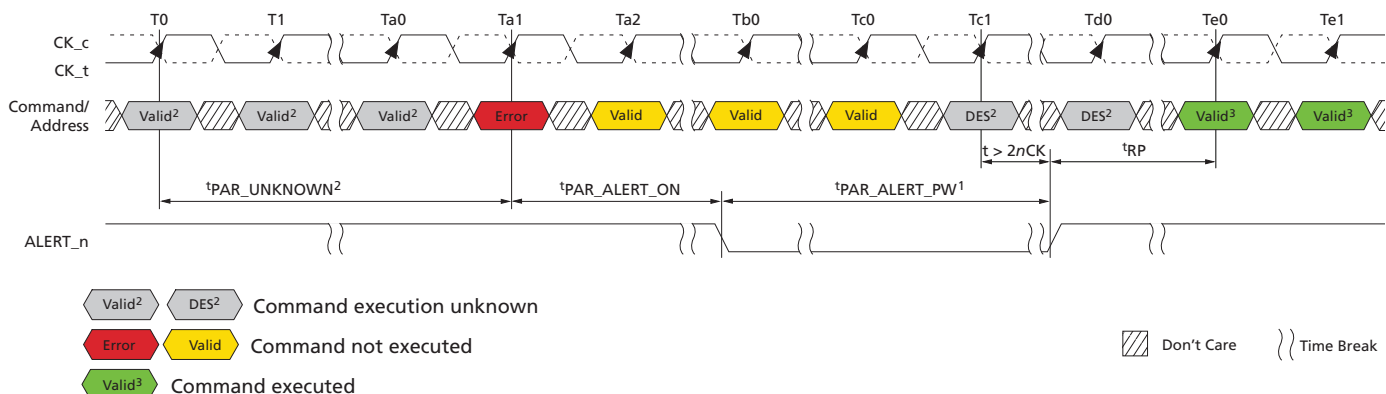 T0 T1 Ta0 Ta1 Ta2 Tb0 Tc0 Tc1 Td0 Te0 Te1
CK_c
CK_t
Command/
Address
Valid² Valid² Valid² Error Valid Valid Valid DES² DES² Valid³ Valid³
t > 2nCK
ᵗRP
ᵗPAR_UNKNOWN² ᵗPAR_ALERT_ON ᵗPAR_ALERT_PW¹
ALERT_n
Valid² DES² Command execution unknown
Error Valid Command not executed
Don't Care Time Break
Valid³ Command executed